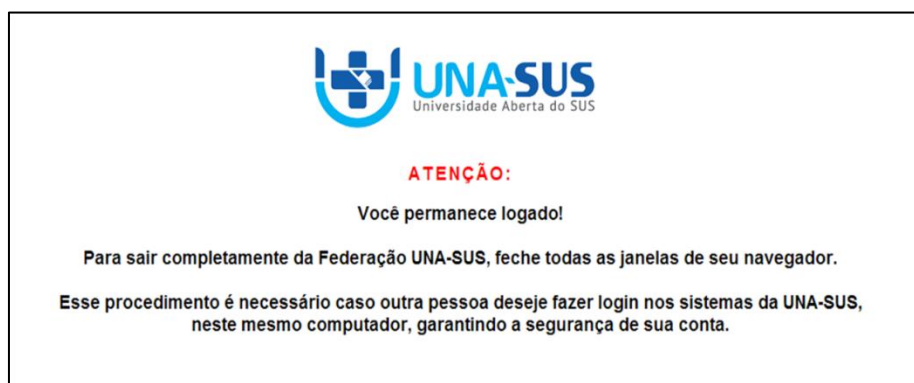 UNA-SUS
Universidade Aberta do SUS
ATENÇÃO:
Você permanece logado!
Para sair completamente da Federação UNA-SUS, feche todas as janelas de seu navegador.
Esse procedimento é necessário caso outra pessoa deseje fazer login nos sistemas da UNA-SUS,
neste mesmo computador, garantindo a segurança de sua conta.